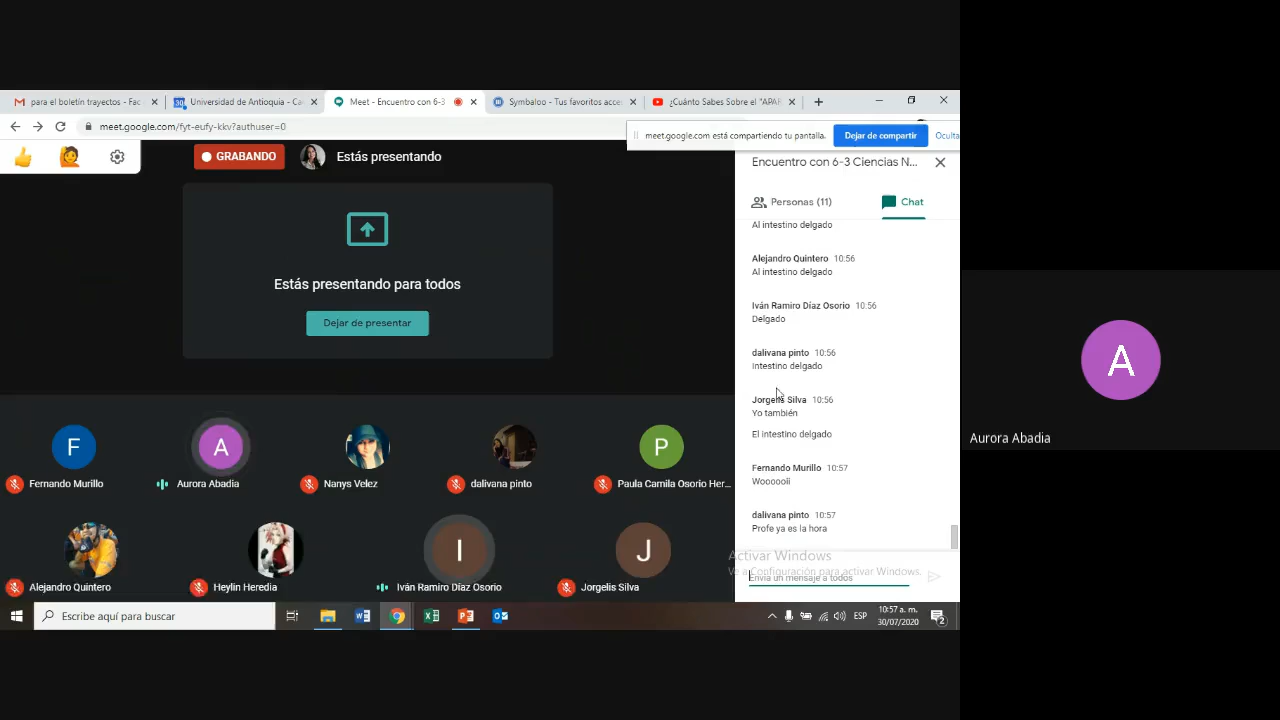 para el boletín trayectos - Fac
Universidad de Antioquia - Ca
Meet - Encuentro con 6-3
Symbaloo - Tus favoritos acce
¿Cuánto Sabes Sobre el "APAR
meet.google.com/fyt-eufy-kkv?authuser=0
meet.google.com está compartiendo tu pantalla.
Dejar de compartir
Oculta
GRABANDO
Estás presentando
Encuentro con 6-3 Ciencias N...
Personas (11)
Chat
Estás presentando para todos
Dejar de presentar
Al intestino delgado
Alejandro Quintero 10:56
Al intestino delgado
Iván Ramiro Díaz Osorio 10:56
Delgado
dalivana pinto 10:56
Intestino delgado
Jorgelis Silva 10:56
Yo también
El intestino delgado
Fernando Murillo 10:57
Woooooii
dalivana pinto 10:57
Profe ya es la hora
Activar Windows
Ve a Configuración para activar Windows.
Envía un mensaje a todos
F
A
P
Fernando Murillo
Aurora Abadia
Nanys Velez
dalivana pinto
Paula Camila Osorio Her...
I
J
Alejandro Quintero
Heylin Heredia
Iván Ramiro Díaz Osorio
Jorgelis Silva
Escribe aquí para buscar
ESP
10:57 a. m.
30/07/2020
2
A
Aurora Abadia